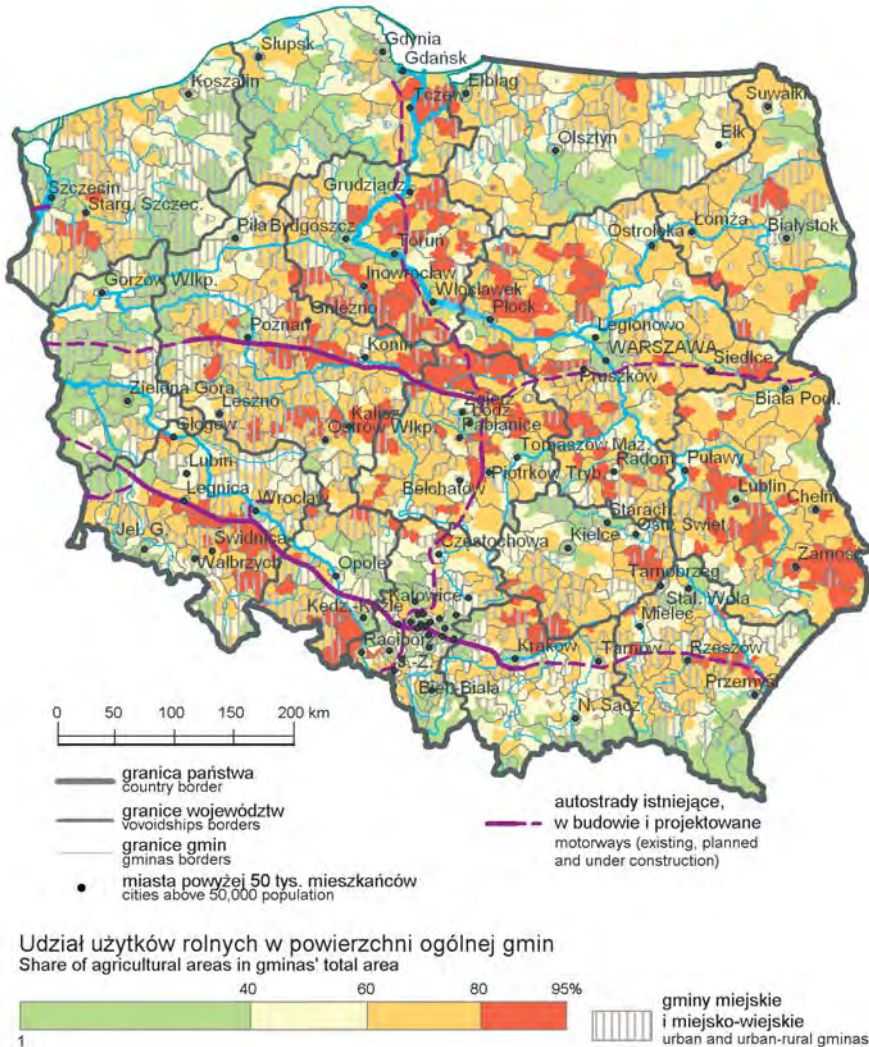 Słupsk
Gdynia
Gdańsk
Koszalin
Elbląg
Tczew
Suwałki
Olsztyn
Ełk
Szczecin
Starg. Szczec.
Grudziądz
Piła
Bydgoszcz
Ostrołęka
Łomża
Białystok
Toruń
Gorzów Wlkp.
Inowrocław
Włocławek
Gniezno
Płock
Poznań
Legionowo
Konin
WARSZAWA
Siedlce
Pruszków
Zielona Góra
Zgierz
Biała Podl.
Leszno
Kalisz
Łódź
Głogów
Ostrów Wlkp.
Pabianice
Tomaszów Maz.
Lubin
Piotrków Tryb.
Radom
Puławy
Legnica
Bełchatów
Lublin
Wrocław
Chełm
Starach.
Jel. G.
Świdnica
Kielce
Ostr. Święt.
Wałbrzych
Częstochowa
Zamość
Opole
Tarnobrzeg
Katowice
Stal. Wola
Kędz.-Koźle
Mielec
Racibórz
Kraków
Tarnów
Rzeszów
J.-Z.
Przemyśl
Biel.-Biała
N. Sącz
0 50 100 150 200 km
granica państwa
country border
granice województw
vovoidships borders
granice gmin
gminas borders
miasta powyżej 50 tys. mieszkańców
cities above 50,000 population
autostrady istniejące,
w budowie i projektowane
motorways (existing, planned
and under construction)
Udział użytków rolnych w powierzchni ogólnej gmin
Share of agricultural areas in gminas' total area
40 60 80 95%
1
gminy miejskie
i miejsko-wiejskie
urban and urban-rural gminas